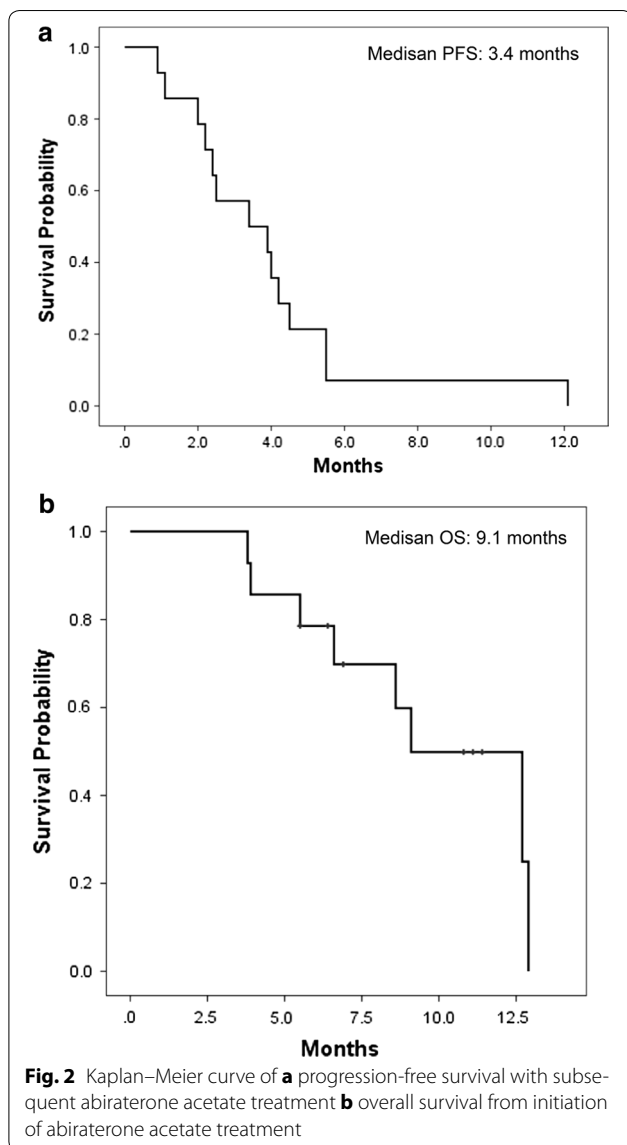 a
Medisan PFS: 3.4 months
Survival Probability
1.0
0.8
0.6
0.4
0.2
0.0
.0 2.0 4.0 6.0 8.0 10.0 12.0
Months
b
Medisan OS: 9.1 months
Survival Probability
1.0
0.8
0.6
0.4
0.2
0.0
.0 2.5 5.0 7.5 10.0 12.5
Months
Fig. 2 Kaplan–Meier curve of a progression-free survival with subse-
quent abiraterone acetate treatment b overall survival from initiation
of abiraterone acetate treatment